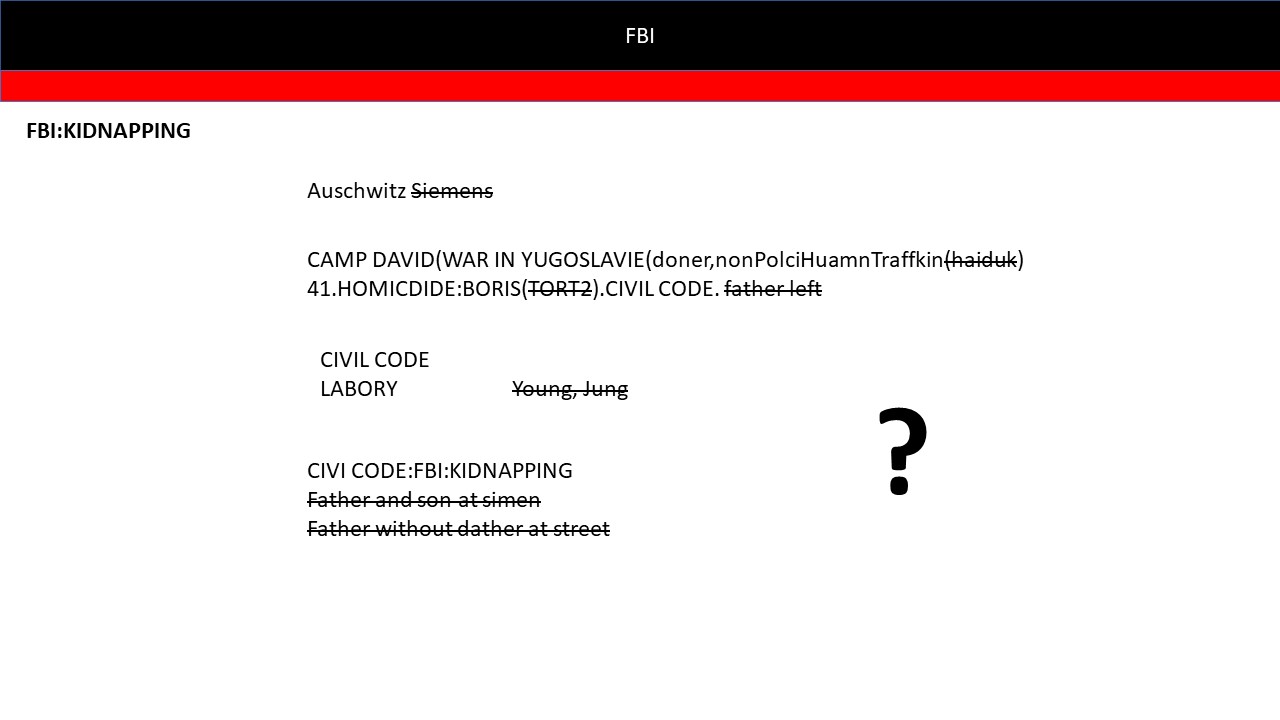 FBI
FBI:KIDNAPPING
Auschwitz Siemens
CAMP DAVID(WAR IN YUGOSLAVIE(doner,nonPolciHuamnTraffkin(haiduk)
41.HOMICDIDE:BORIS(TORT2).CIVIL CODE. father left
CIVIL CODE
LABORY Young, Jung
?
CIVI CODE:FBI:KIDNAPPING
Father and son at simen
Father without dather at street